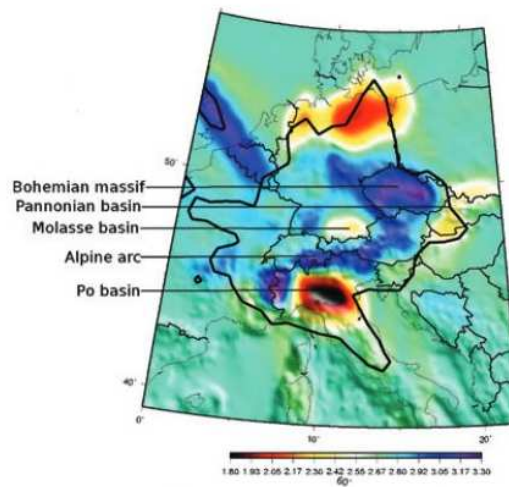 50˚
Bohemian massif
Pannonian basin
Molasse basin
Alpine arc
Po basin
40˚
0˚
10˚
20˚
1.80 1.93 2.05 2.17 2.30 2.42 2.55 2.67 2.80 2.92 3.05 3.17 3.30
60˚